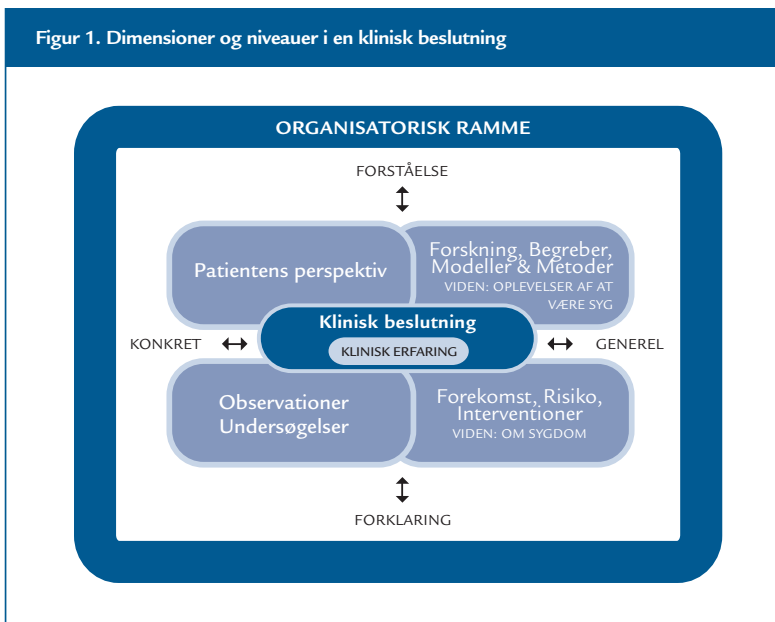 Figur 1. Dimensioner og niveauer i en klinisk beslutning
ORGANISATORISK RAMME
FORSTÅELSE
Patientens perspektiv
Forskning, Begreber,
Modeller & Metoder
VIDEN: OPLEVELSER AF AT
VÆRE SYG
Klinisk beslutning
KLINISK ERFARING
KONKRET
GENEREL
Observationer
Undersøgelser
Forekomst, Risiko,
Interventioner
VIDEN: OM SYGDOM
FORKLARING